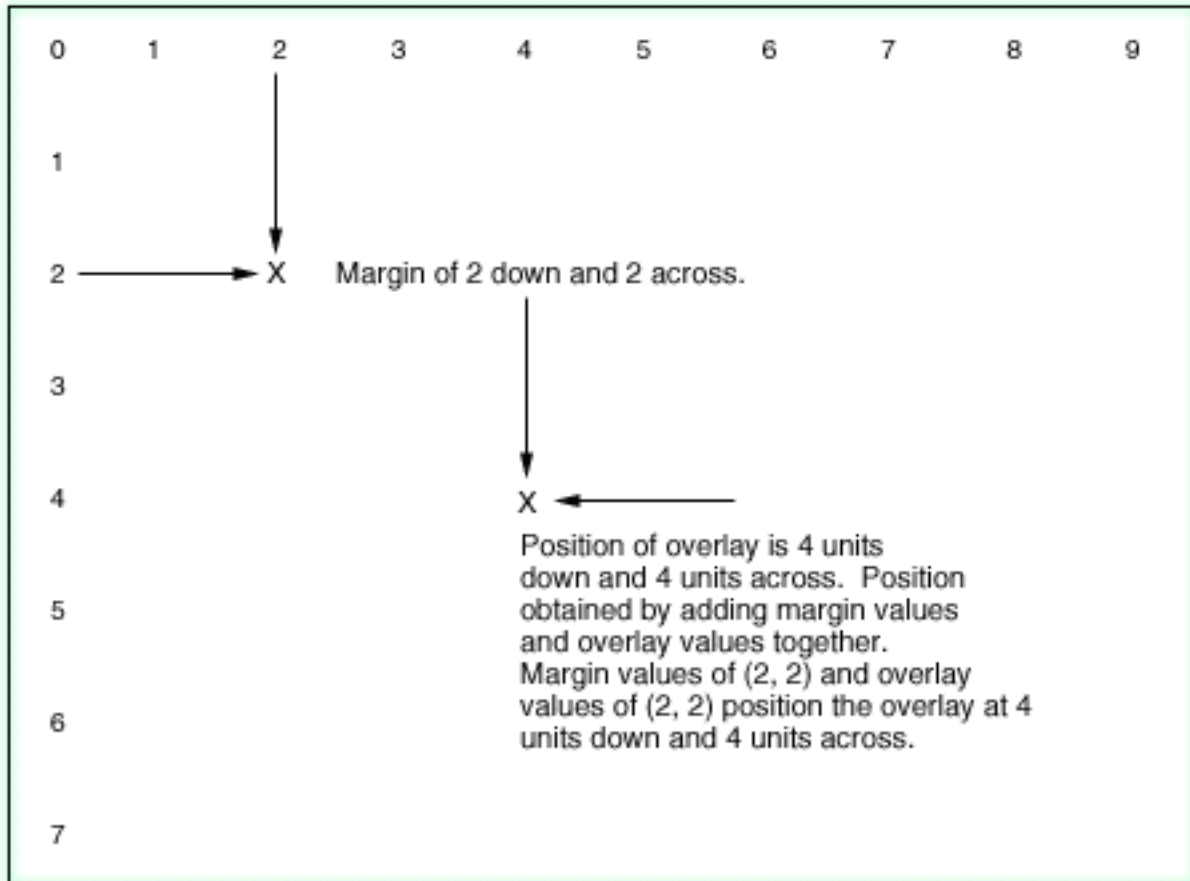 0 1 2 3 4 5 6 7 8 9
1
2 X Margin of 2 down and 2 across.
3
4 X
Position of overlay is 4 units
down and 4 units across. Position
5 obtained by adding margin values
and overlay values together.
Margin values of (2, 2) and overlay
6 values of (2, 2) position the overlay at 4
units down and 4 units across.
7